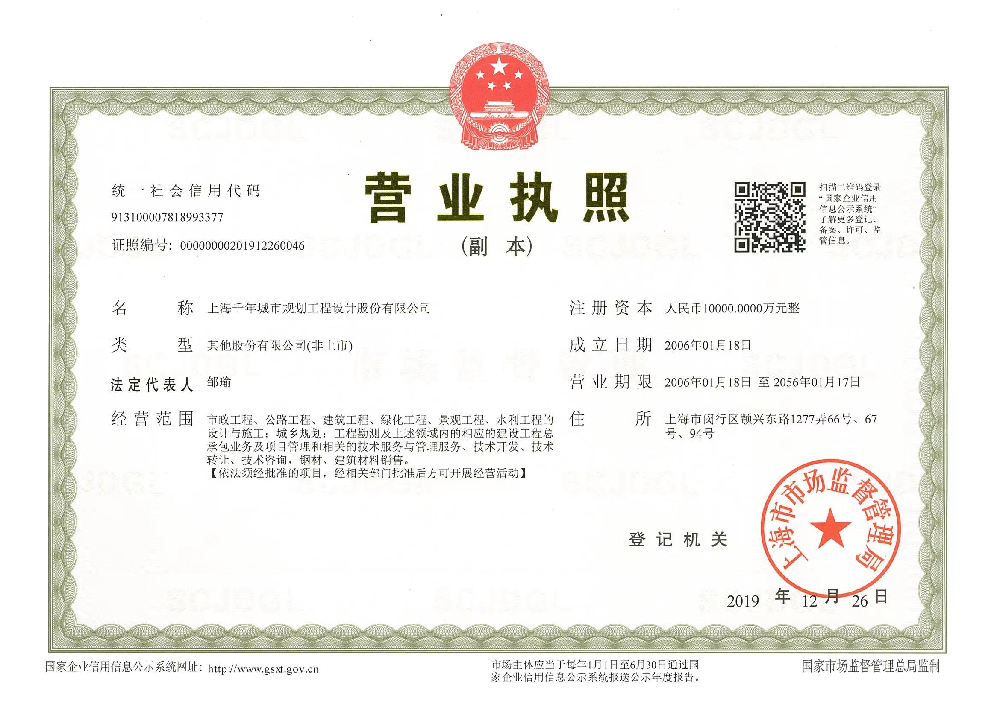 营业执照
(副 本)
统一社会信用代码
913100007818993377
证照编号：00000000201912260046
扫描二维码登录
“国家企业信用
信息公示系统”
了解更多登记、
备案、许可、监
管信息。
名 称 上海千年城市规划工程设计股份有限公司
类 型 其他股份有限公司(非上市)
法定代表人 邹瑜
经营范围 市政工程、公路工程、建筑工程、绿化工程、景观工程、水利工程的
设计与施工；城乡规划；工程勘测及上述领域内的相应的建设工程总
承包业务及项目管理和相关的技术服务与管理服务、技术开发、技术
转让、技术咨询，钢材、建筑材料销售。
【依法须经批准的项目，经相关部门批准后方可开展经营活动】
注册资本 人民币10000.0000万元整
成立日期 2006年01月18日
营业期限 2006年01月18日 至 2056年01月17日
住 所 上海市闵行区颛兴东路1277弄66号、67
号、94号
登记机关
上海市市场监督管理局
2019 年 12 月 26 日
国家企业信用信息公示系统网址：http://www.gsxt.gov.cn
市场主体应当于每年1月1日至6月30日通过国
家企业信用信息公示系统报送公示年度报告。
国家市场监督管理总局监制